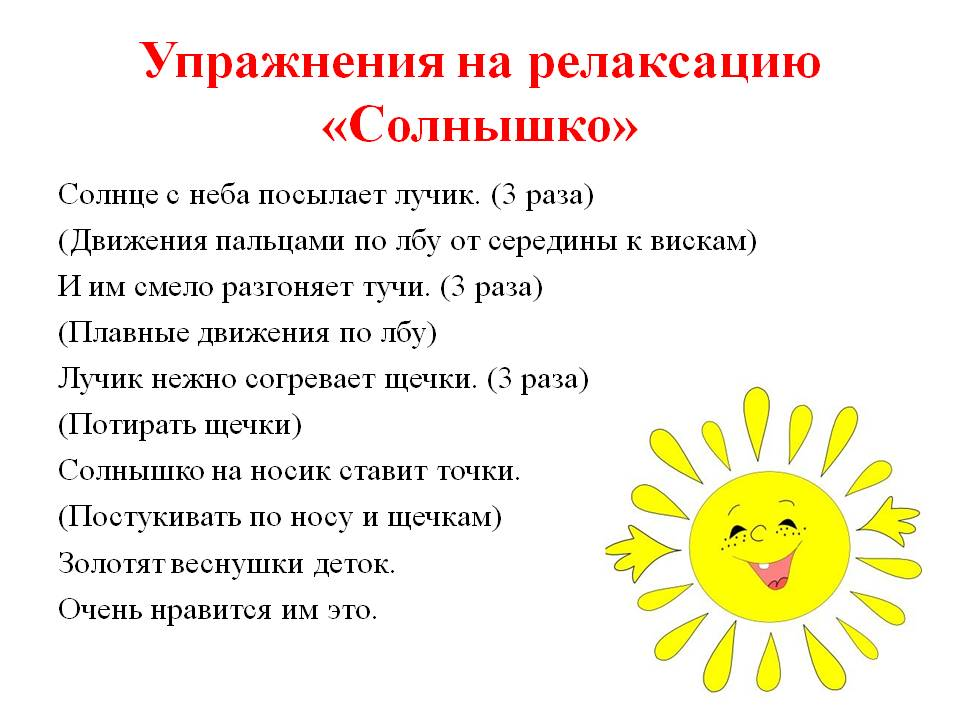 Упражнения на релаксацию
«Солнышко»
Солнце с неба посылает лучик. (3 раза)
(Движения пальцами по лбу от середины к вискам)
И им смело разгоняет тучи. (3 раза)
(Плавные движения по лбу)
Лучик нежно согревает щечки. (3 раза)
(Потирать щечки)
Солнышко на носик ставит точки.
(Постукивать по носу и щечкам)
Золотят веснушки деток.
Очень нравится им это.